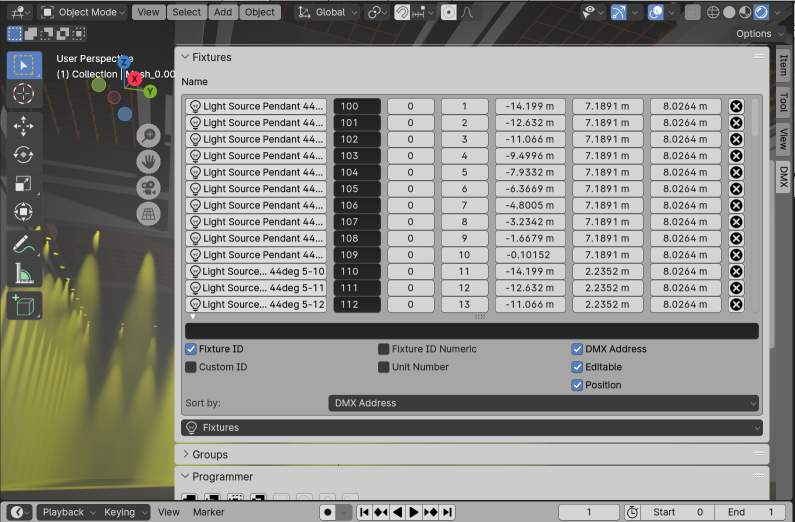 Object Mode View Select Add Object Global
Options
User Perspective
(1) Collection | Mesh_0.00
Z
X
Y
Item
Tool
View
DMX
Fixtures
Name
Light Source Pendant 44... 100 0 1 -14.199 m 7.1891 m 8.0264 m
Light Source Pendant 44... 101 0 2 -12.632 m 7.1891 m 8.0264 m
Light Source Pendant 44... 102 0 3 -11.066 m 7.1891 m 8.0264 m
Light Source Pendant 44... 103 0 4 -9.4996 m 7.1891 m 8.0264 m
Light Source Pendant 44... 104 0 5 -7.9332 m 7.1891 m 8.0264 m
Light Source Pendant 44... 105 0 6 -6.3669 m 7.1891 m 8.0264 m
Light Source Pendant 44... 106 0 7 -4.8005 m 7.1891 m 8.0264 m
Light Source Pendant 44... 107 0 8 -3.2342 m 7.1891 m 8.0264 m
Light Source Pendant 44... 108 0 9 -1.6679 m 7.1891 m 8.0264 m
Light Source Pendant 44... 109 0 10 -0.10152 7.1891 m 8.0264 m
Light Source... 44deg 5-10 110 0 11 -14.199 m 2.2352 m 8.0264 m
Light Source... 44deg 5-11 111 0 12 -12.632 m 2.2352 m 8.0264 m
Light Source... 44deg 5-12 112 0 13 -11.066 m 2.2352 m 8.0264 m
Fixture ID Fixture ID Numeric DMX Address
Custom ID Unit Number Editable
Position
Sort by: DMX Address
Fixtures
Groups
Programmer
Playback Keying View Marker 1 Start 0 End 1